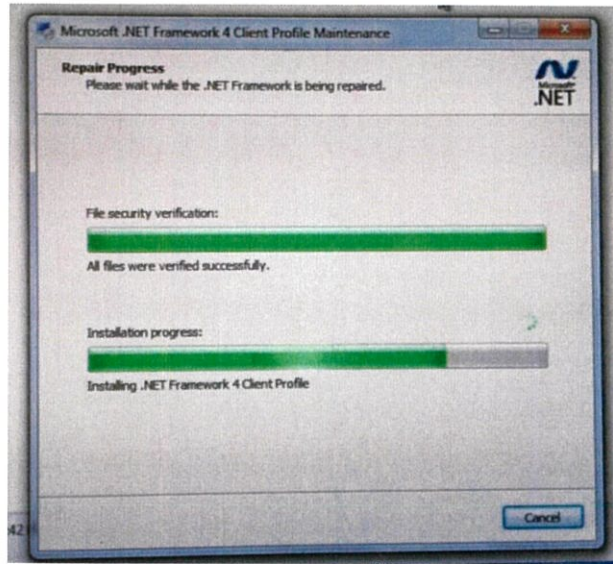 Microsoft .NET Framework 4 Client Profile Maintenance
Repair Progress
Please wait while the .NET Framework is being repaired.
Microsoft
.NET
File security verification:
All files were verified successfully.
Installation progress:
Installing .NET Framework 4 Client Profile
Cancel
42